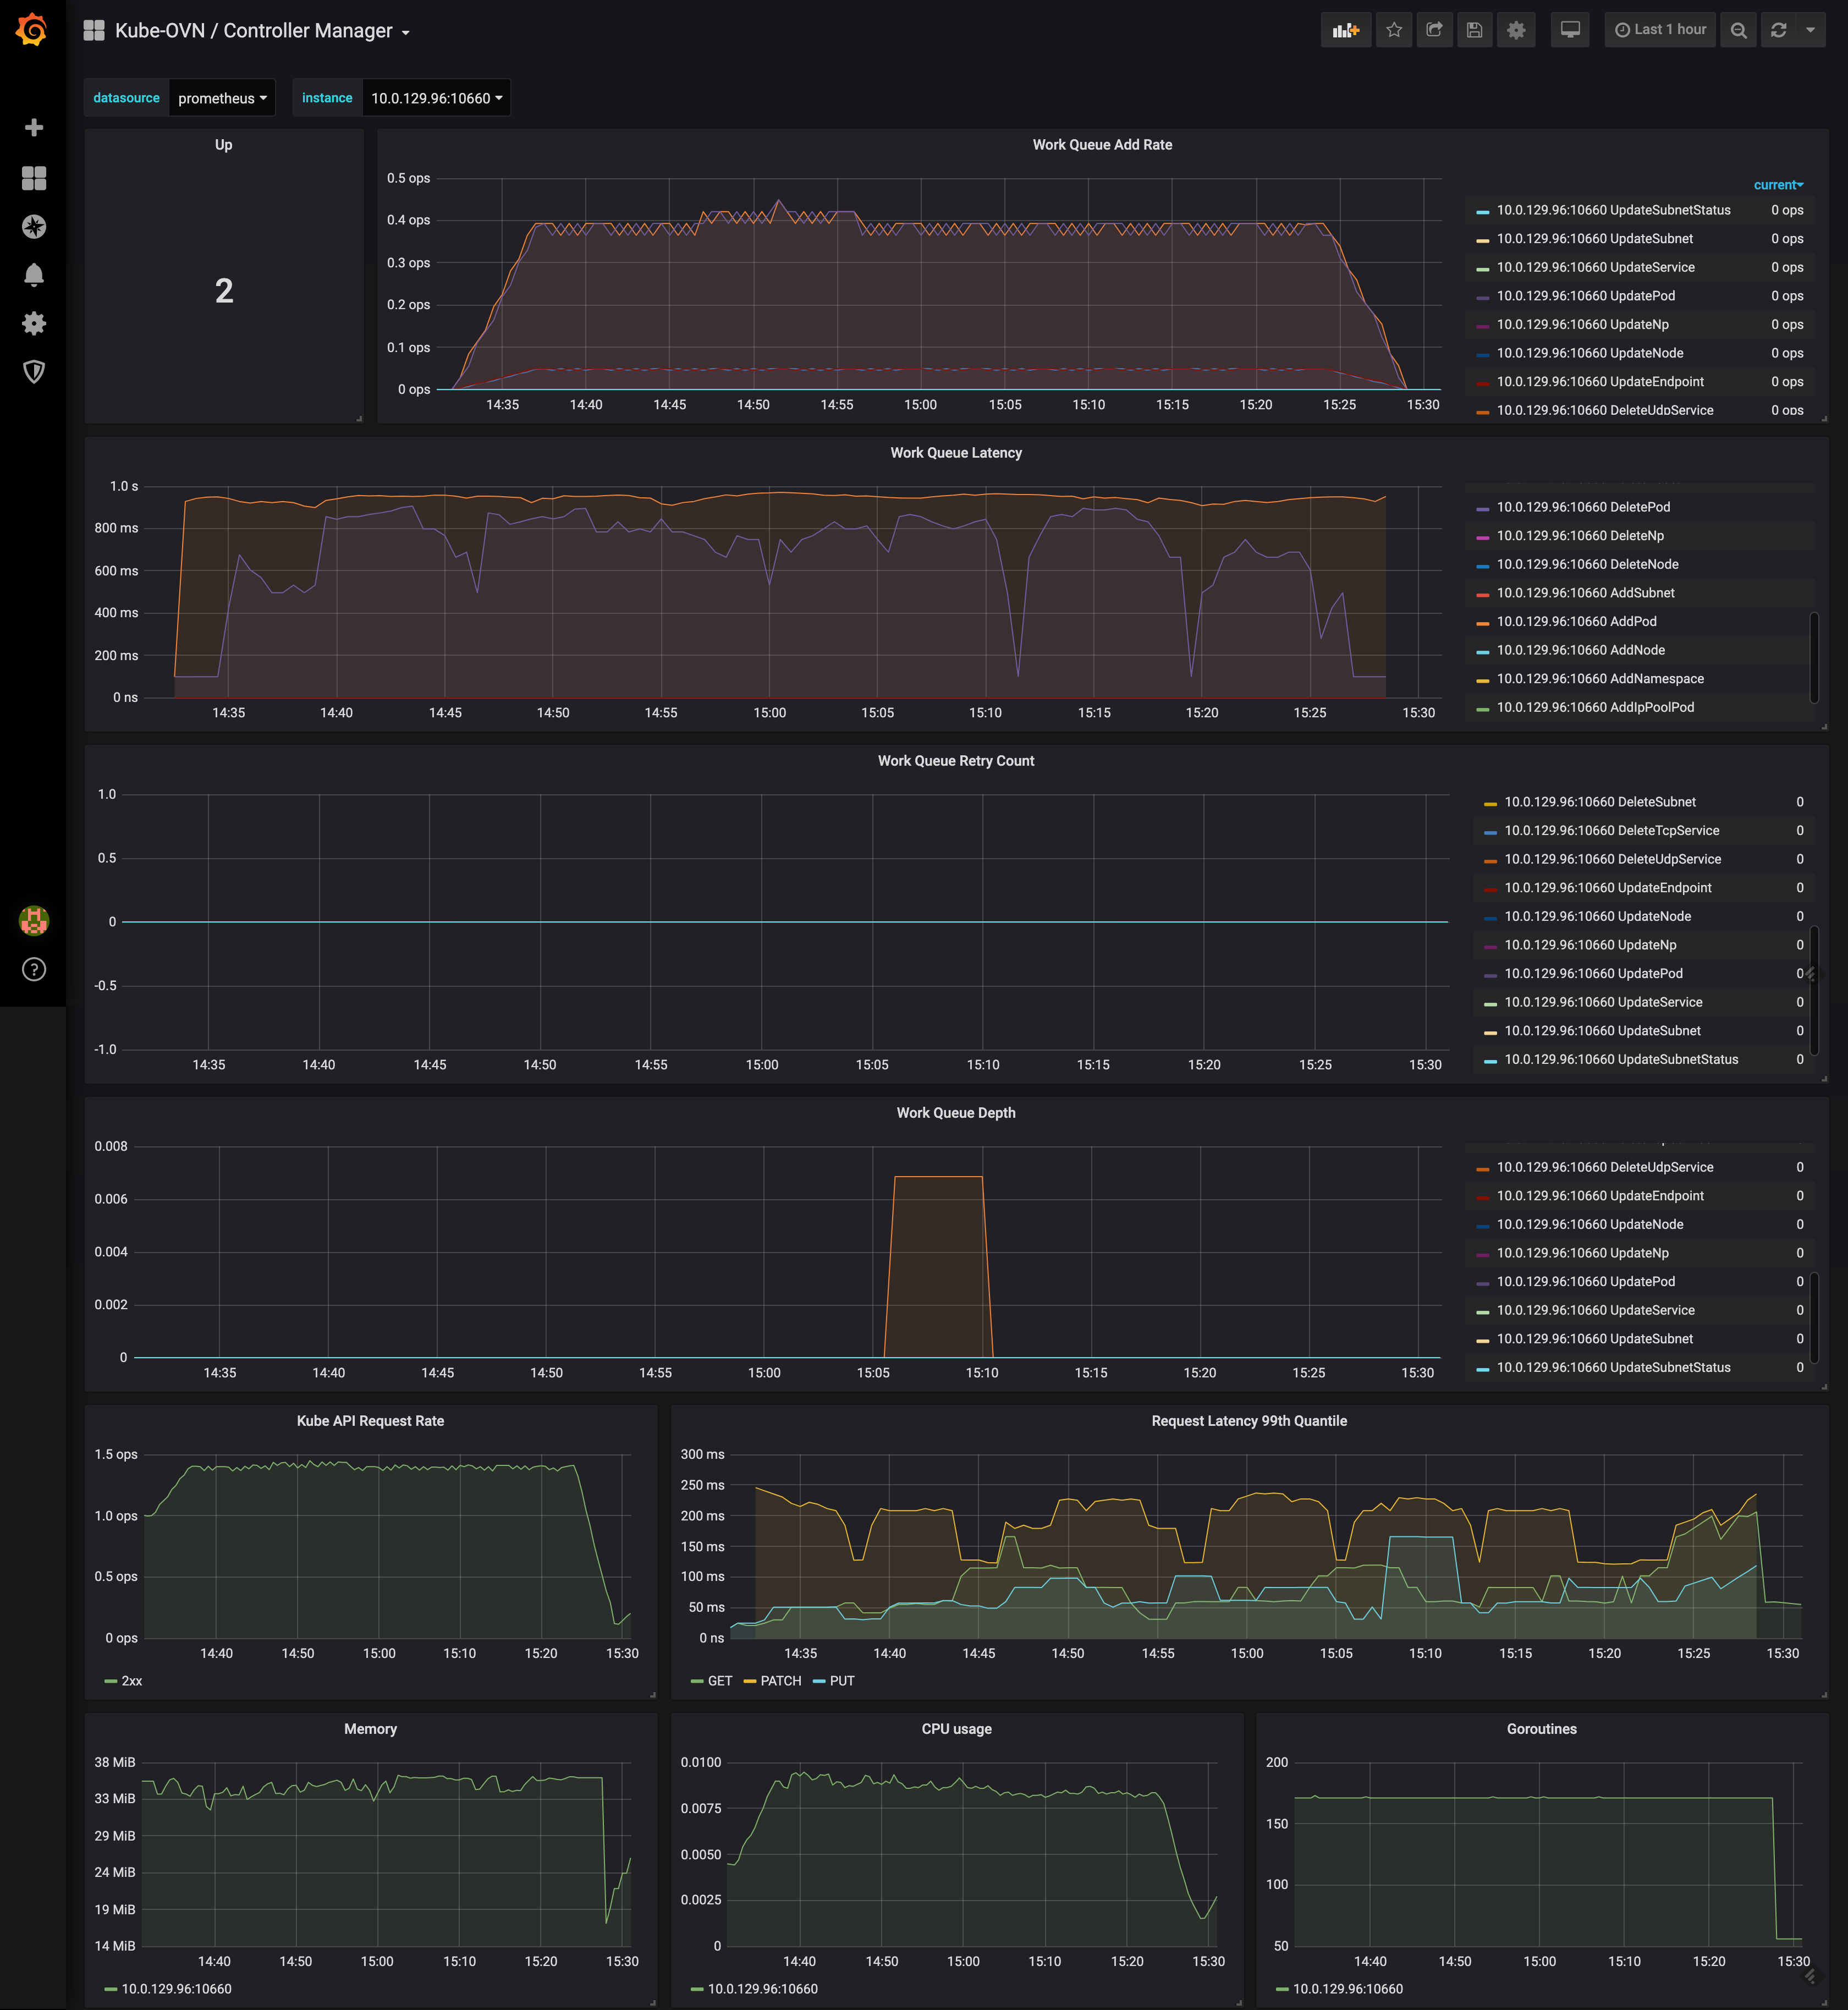 Kube-OVN / Controller Manager
Last 1 hour
datasource prometheus instance 10.0.129.96:10660
Up
2
Work Queue Add Rate
0.5 ops
0.4 ops
0.3 ops
0.2 ops
0.1 ops
0 ops
14:35 14:40 14:45 14:50 14:55 15:00 15:05 15:10 15:15 15:20 15:25 15:30
current
10.0.129.96:10660 UpdateSubnetStatus 0 ops
10.0.129.96:10660 UpdateSubnet 0 ops
10.0.129.96:10660 UpdateService 0 ops
10.0.129.96:10660 UpdatePod 0 ops
10.0.129.96:10660 UpdateNp 0 ops
10.0.129.96:10660 UpdateNode 0 ops
10.0.129.96:10660 UpdateEndpoint 0 ops
10.0.129.96:10660 DeleteUdpService 0 ops
Work Queue Latency
1.0 s
800 ms
600 ms
400 ms
200 ms
0 ns
14:35 14:40 14:45 14:50 14:55 15:00 15:05 15:10 15:15 15:20 15:25 15:30
10.0.129.96:10660 DeletePod
10.0.129.96:10660 DeleteNp
10.0.129.96:10660 DeleteNode
10.0.129.96:10660 AddSubnet
10.0.129.96:10660 AddPod
10.0.129.96:10660 AddNode
10.0.129.96:10660 AddNamespace
10.0.129.96:10660 AddIpPoolPod
Work Queue Retry Count
1.0
0.5
0
-0.5
-1.0
14:35 14:40 14:45 14:50 14:55 15:00 15:05 15:10 15:15 15:20 15:25 15:30
10.0.129.96:10660 DeleteSubnet 0
10.0.129.96:10660 DeleteTcpService 0
10.0.129.96:10660 DeleteUdpService 0
10.0.129.96:10660 UpdateEndpoint 0
10.0.129.96:10660 UpdateNode 0
10.0.129.96:10660 UpdateNp 0
10.0.129.96:10660 UpdatePod 0
10.0.129.96:10660 UpdateService 0
10.0.129.96:10660 UpdateSubnet 0
10.0.129.96:10660 UpdateSubnetStatus 0
Work Queue Depth
0.008
0.006
0.004
0.002
0
14:35 14:40 14:45 14:50 14:55 15:00 15:05 15:10 15:15 15:20 15:25 15:30
10.0.129.96:10660 DeleteUdpService 0
10.0.129.96:10660 UpdateEndpoint 0
10.0.129.96:10660 UpdateNode 0
10.0.129.96:10660 UpdateNp 0
10.0.129.96:10660 UpdatePod 0
10.0.129.96:10660 UpdateService 0
10.0.129.96:10660 UpdateSubnet 0
10.0.129.96:10660 UpdateSubnetStatus 0
Kube API Request Rate
1.5 ops
1.0 ops
0.5 ops
0 ops
14:40 14:50 15:00 15:10 15:20 15:30
2xx
Request Latency 99th Quantile
300 ms
250 ms
200 ms
150 ms
100 ms
50 ms
0 ns
14:35 14:40 14:45 14:50 14:55 15:00 15:05 15:10 15:15 15:20 15:25 15:30
GET PATCH PUT
Memory
38 MiB
33 MiB
29 MiB
24 MiB
19 MiB
14 MiB
14:40 14:50 15:00 15:10 15:20 15:30
10.0.129.96:10660
CPU usage
0.0100
0.0075
0.0050
0.0025
0
14:40 14:50 15:00 15:10 15:20 15:30
10.0.129.96:10660
Goroutines
200
150
100
50
14:40 14:50 15:00 15:10 15:20 15:30
10.0.129.96:10660